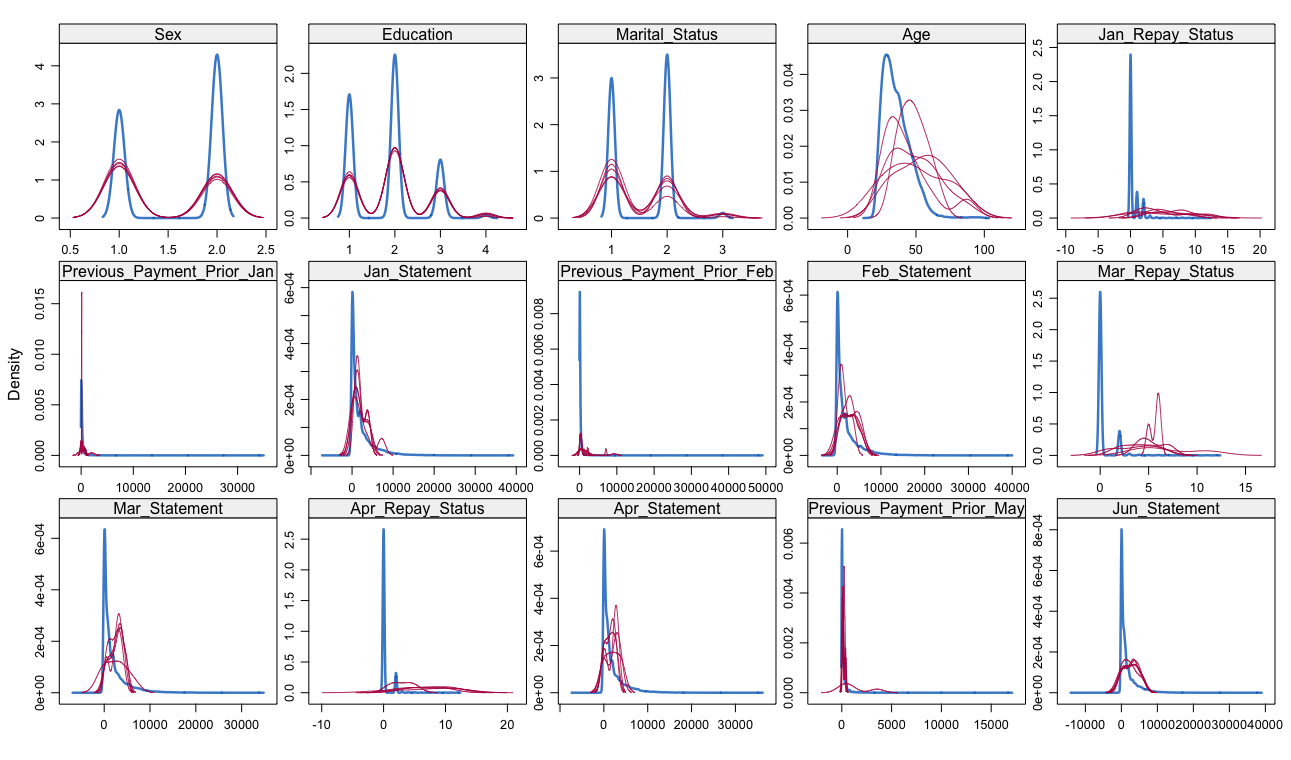 Sex
Education
Marital_Status
Age
Jan_Repay_Status
0 1 2 3 4
0.5 1.0 1.5 2.0 2.5
0.0 0.5 1.0 1.5 2.0
1 2 3 4
0 1 2 3
1 2 3
0.00 0.01 0.02 0.03 0.04
0 50 100
0.0 0.5 1.0 1.5 2.0 2.5
-10 -5 0 5 10 15 20
Previous_Payment_Prior_Jan
Jan_Statement
Previous_Payment_Prior_Feb
Feb_Statement
Mar_Repay_Status
Density
0.000 0.005 0.010 0.015
0 10000 20000 30000
0e+00 2e-04 4e-04 6e-04
0 10000 20000 30000 40000
0.000 0.002 0.004 0.006 0.008
0 10000 20000 30000 40000 50000
0e+00 2e-04 4e-04 6e-04
0 10000 20000 30000 40000
0.0 0.5 1.0 1.5 2.0 2.5
0 5 10 15
Mar_Statement
Apr_Repay_Status
Apr_Statement
Previous_Payment_Prior_May
Jun_Statement
0e+00 2e-04 4e-04 6e-04
0 10000 20000 30000
0.0 0.5 1.0 1.5 2.0 2.5
-10 0 10 20
0e+00 2e-04 4e-04 6e-04
0 10000 30000
0.000 0.002 0.004 0.006
0 5000 10000 15000
0e+00 2e-04 4e-04 6e-04 8e-04
-10000 0 10000 20000 30000 40000